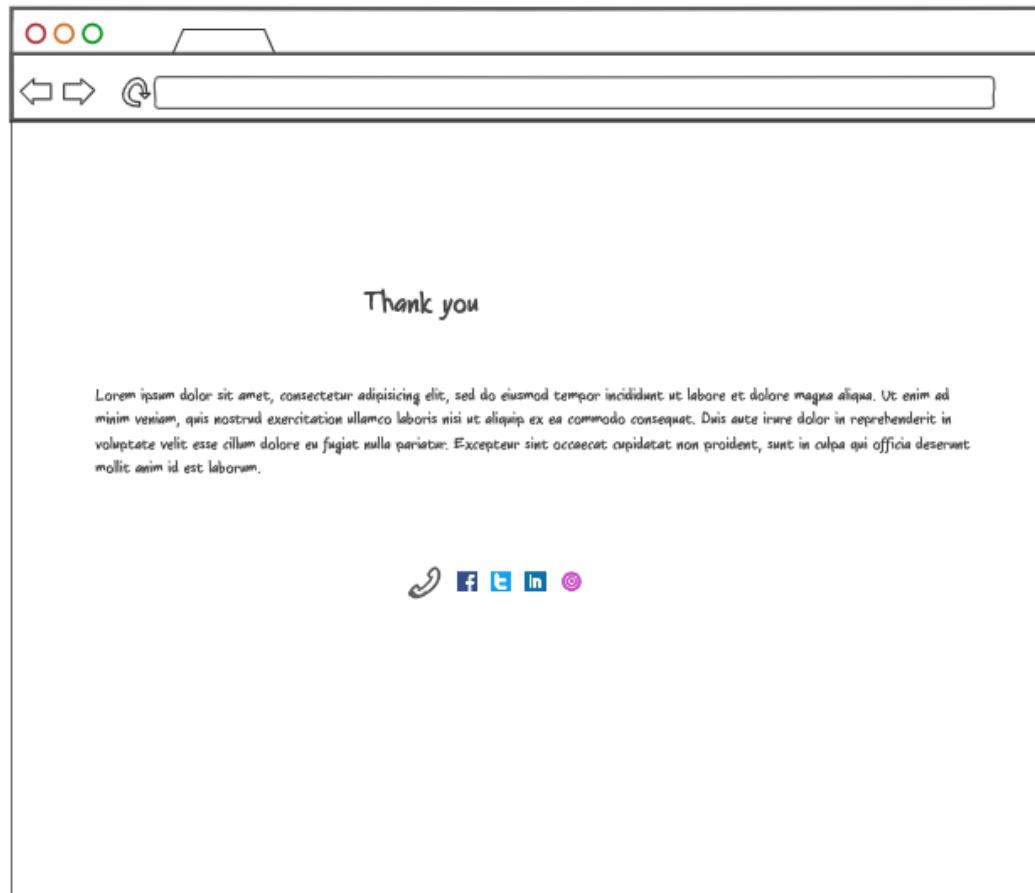 Thank you
Lorem ipsum dolor sit amet, consectetur adipisicing elit, sed do eiusmod tempor incididunt ut labore et dolore magna aliqua. Ut enim ad
minim veniam, quis nostrud exercitation ullamco laboris nisi ut aliquip ex ea commodo consequat. Duis aute irure dolor in reprehenderit in
voluptate velit esse cillum dolore eu fugiat nulla pariatur. Excepteur sint occaecat cupidatat non proident, sunt in culpa qui officia deserunt
mollit anim id est laborum.